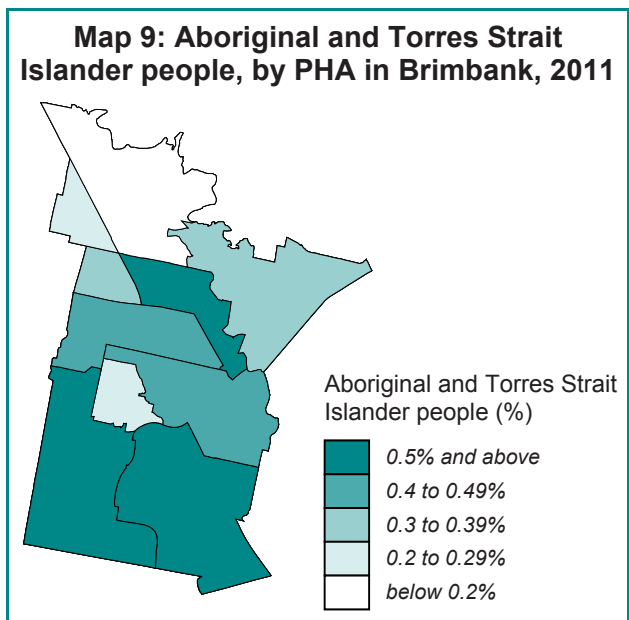 Map 9: Aboriginal and Torres Strait
Islander people, by PHA in Brimbank, 2011
Aboriginal and Torres Strait
Islander people (%)
0.5% and above
0.4 to 0.49%
0.3 to 0.39%
0.2 to 0.29%
below 0.2%